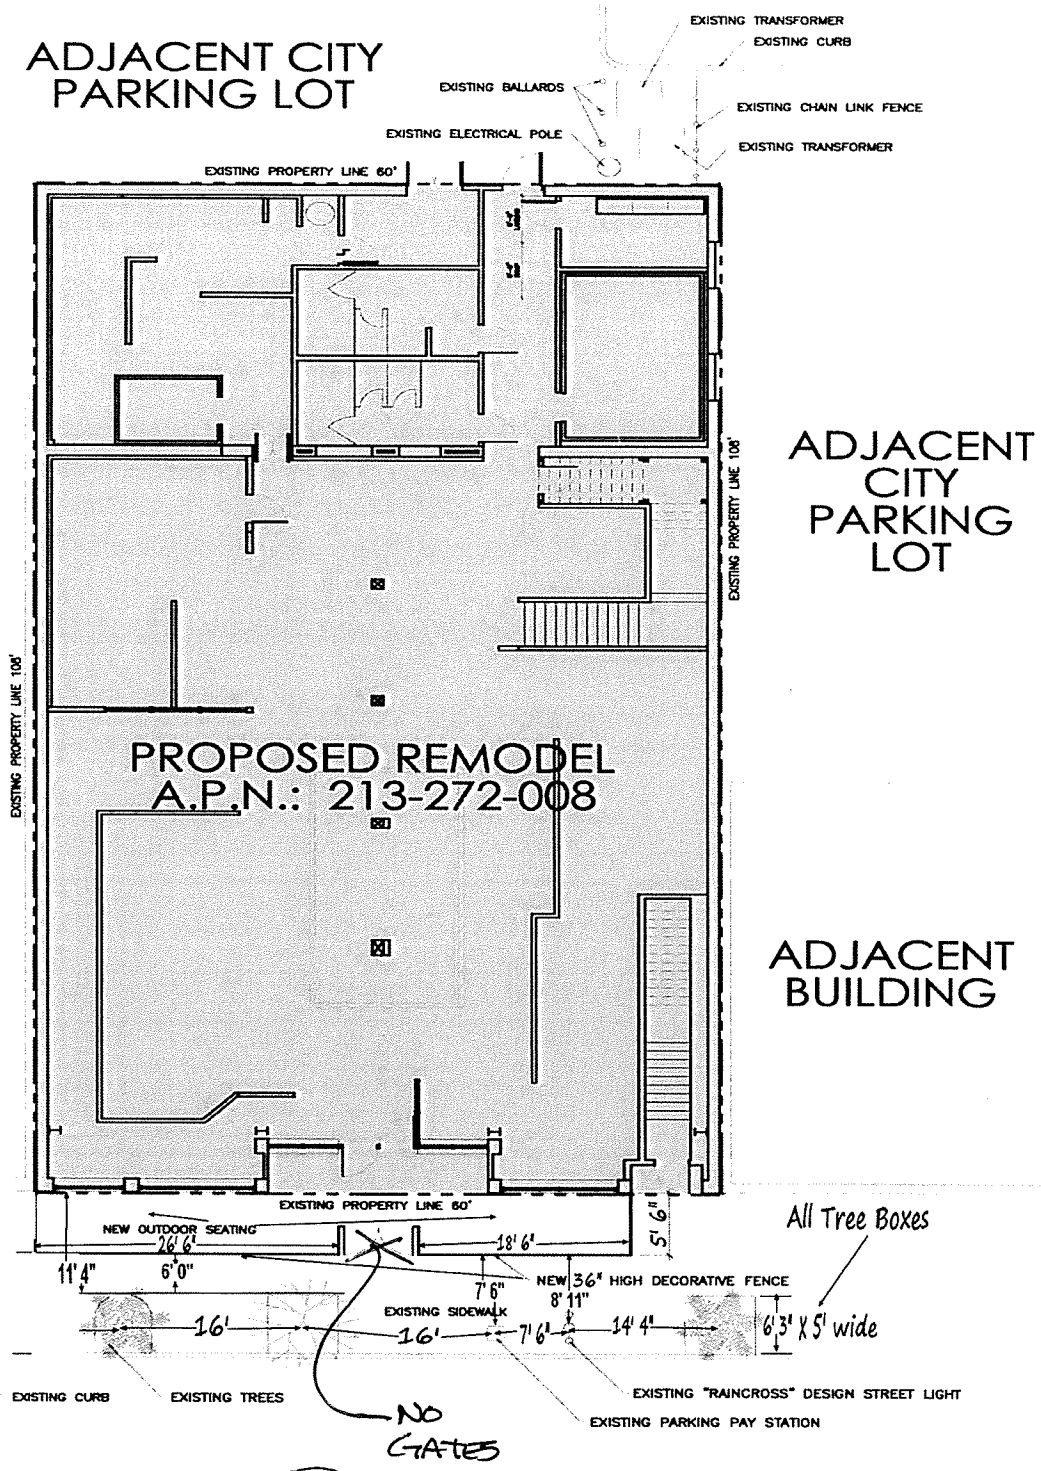 EXISTING TRANSFORMER
EXISTING CURB
ADJACENT CITY
PARKING LOT
EXISTING BALLARDS
EXISTING CHAIN LINK FENCE
EXISTING ELECTRICAL POLE
EXISTING TRANSFORMER
EXISTING PROPERTY LINE 60'
ADJACENT
CITY
PARKING
LOT
EXISTING PROPERTY LINE 108'
EXISTING PROPERTY LINE 108'
PROPOSED REMODEL
A.P.N.: 213-272-008
ADJACENT
BUILDING
EXISTING PROPERTY LINE 60'
NEW OUTDOOR SEATING
26' 6"
18' 6"
5' 6"
All Tree Boxes
11' 4"
6' 0"
7' 6"
NEW 36" HIGH DECORATIVE FENCE
8' 11"
EXISTING SIDEWALK
16'
16'
7' 6"
14' 4"
6' 3" X 5' wide
EXISTING CURB
EXISTING TREES
EXISTING "RAINCROSS" DESIGN STREET LIGHT
EXISTING PARKING PAY STATION
NO
GATES